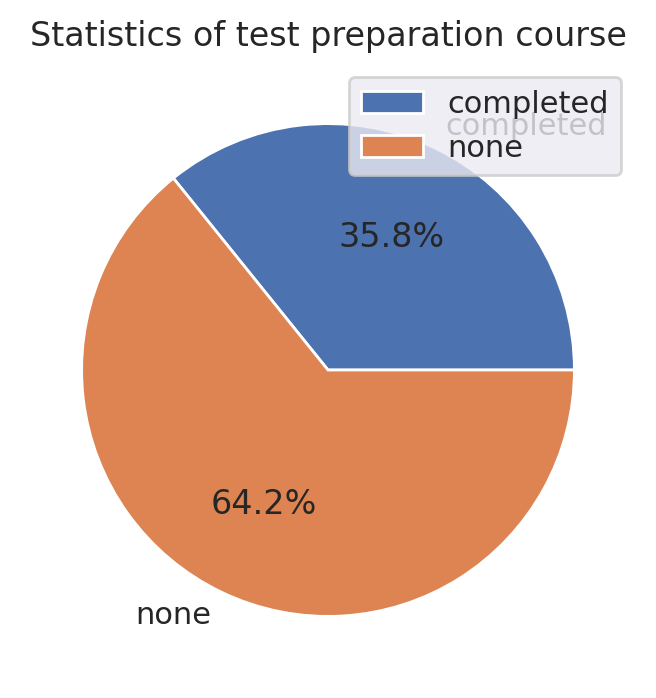 Statistics of test preparation course
completed
completed
none
35.8%
64.2%
none